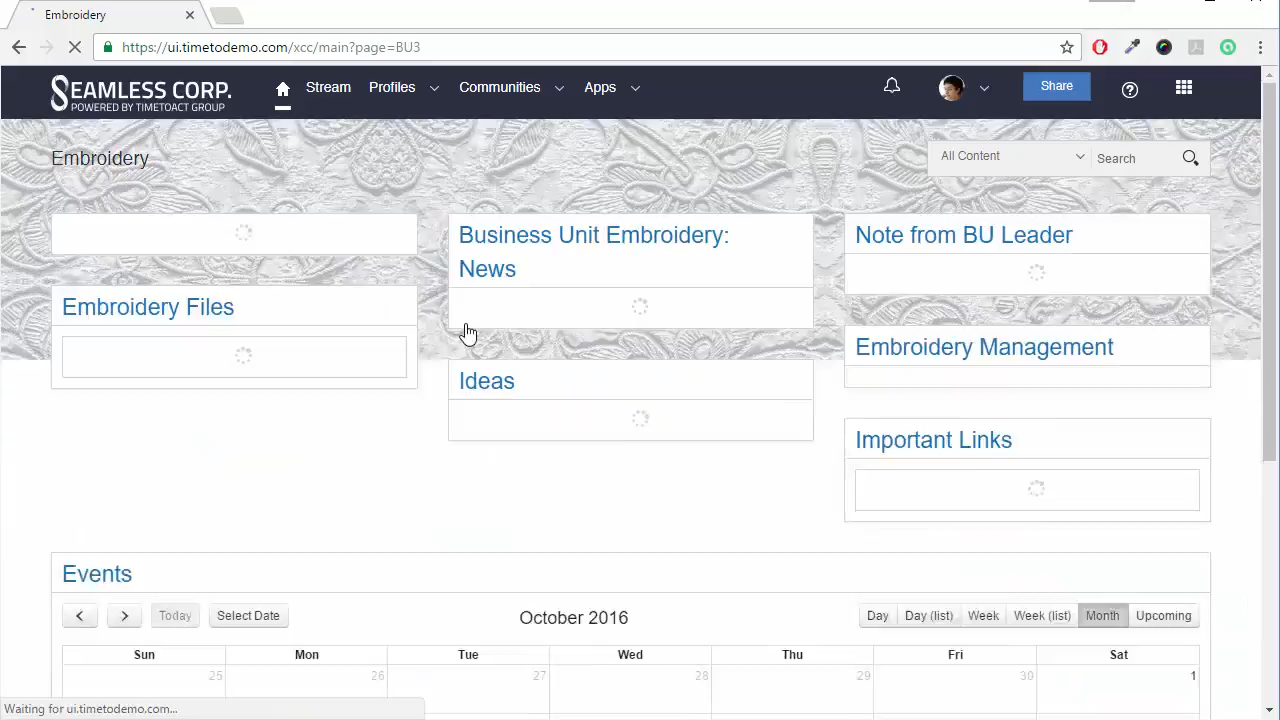 Embroidery
https://ui.timetodemo.com/xcc/main?page=BU3
SEAMLESS CORP.
POWERED BY TIMETOACT GROUP
Stream Profiles Communities Apps
Share
Embroidery
All Content Search
Embroidery Files
Business Unit Embroidery:
News
Ideas
Note from BU Leader
Embroidery Management
Important Links
Events
Today Select Date
October 2016
Day Day (list) Week Week (list) Month Upcoming
Sun Mon Tue Wed Thu Fri Sat
25 26 27 28 29 30 1
Waiting for ui.timetodemo.com...